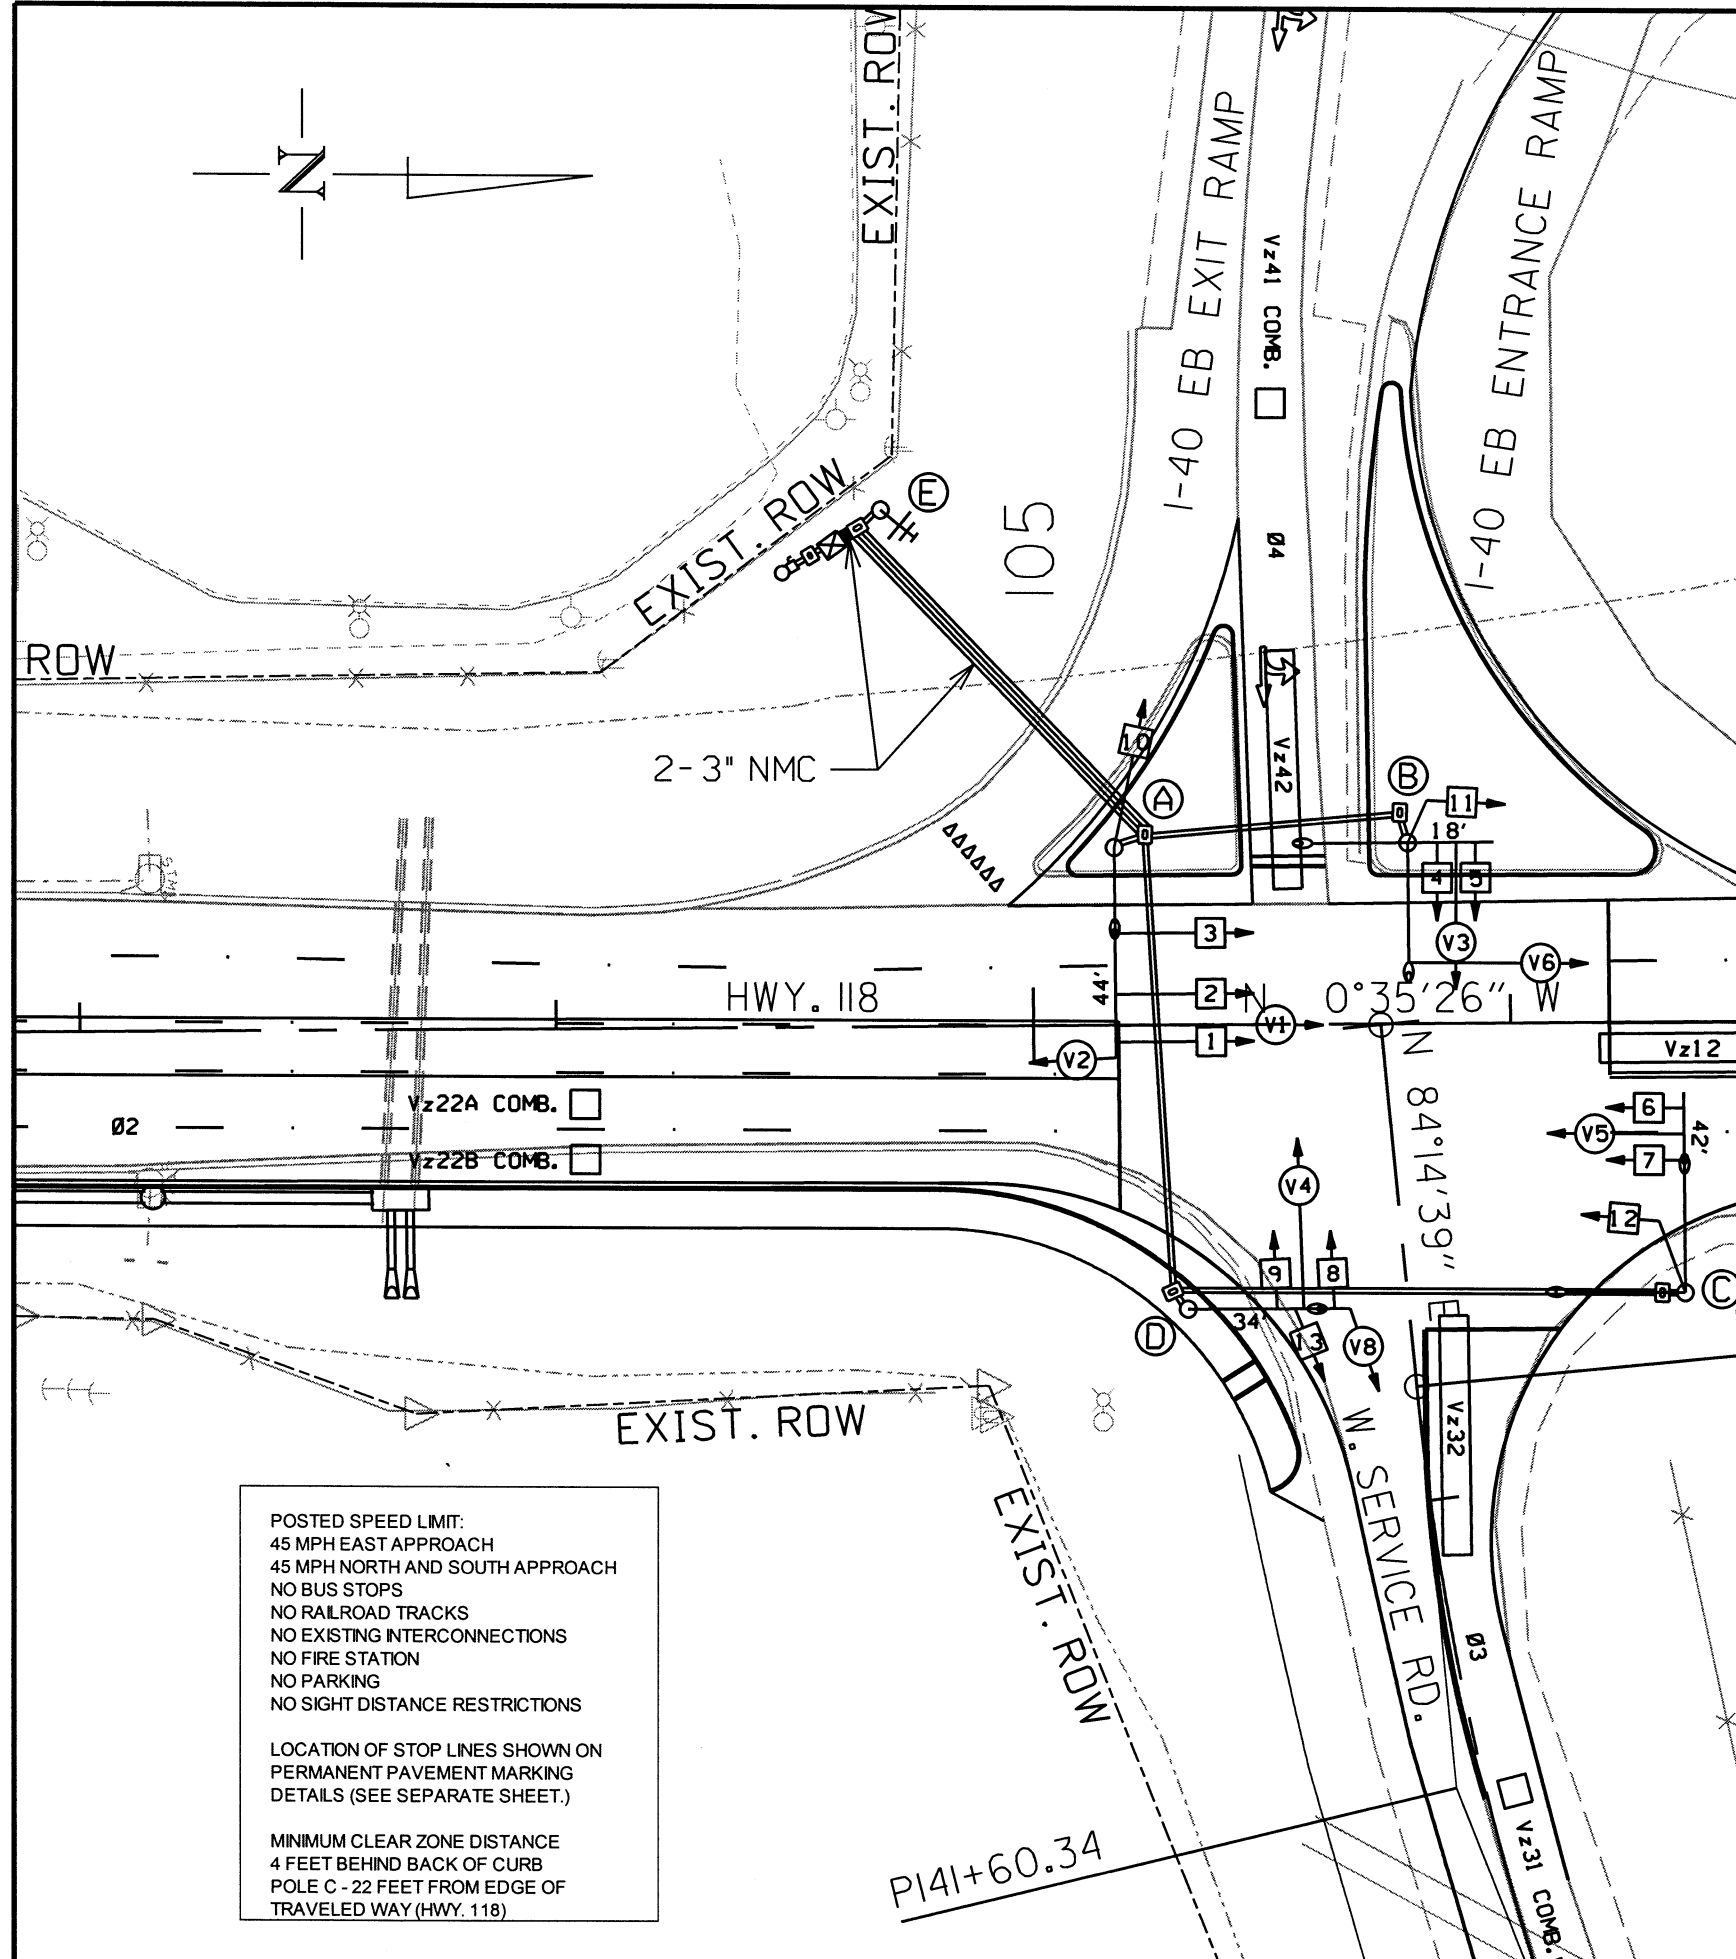 EXIST. ROW
N
I-40 EB EXIT RAMP
I-40 EB ENTRANCE RAMP
Vz41 COMB.
E
EXIST. ROW
105
Ø4
ROW
2-3" NMC
10
A
Vz42
B
11
18'
4
5
3
V3
V6
44'
HWY. 118
2
N 0°35'26" W
V1
1
V2
Vz12
N 84°14'39"
Vz22A COMB.
Ø2
Vz22B COMB.
6
V5
42'
7
V4
12
9
8
C
34'
D
13
V8
EXIST. ROW
Vz32
W. SERVICE RD.
EXIST. ROW
Ø3
POSTED SPEED LIMIT:
45 MPH EAST APPROACH
45 MPH NORTH AND SOUTH APPROACH
NO BUS STOPS
NO RAILROAD TRACKS
NO EXISTING INTERCONNECTIONS
NO FIRE STATION
NO PARKING
NO SIGHT DISTANCE RESTRICTIONS
LOCATION OF STOP LINES SHOWN ON
PERMANENT PAVEMENT MARKING
DETAILS (SEE SEPARATE SHEET.)
MINIMUM CLEAR ZONE DISTANCE
4 FEET BEHIND BACK OF CURB
POLE C - 22 FEET FROM EDGE OF
TRAVELED WAY (HWY. 118)
PI41+60.34
Vz31 COMB.